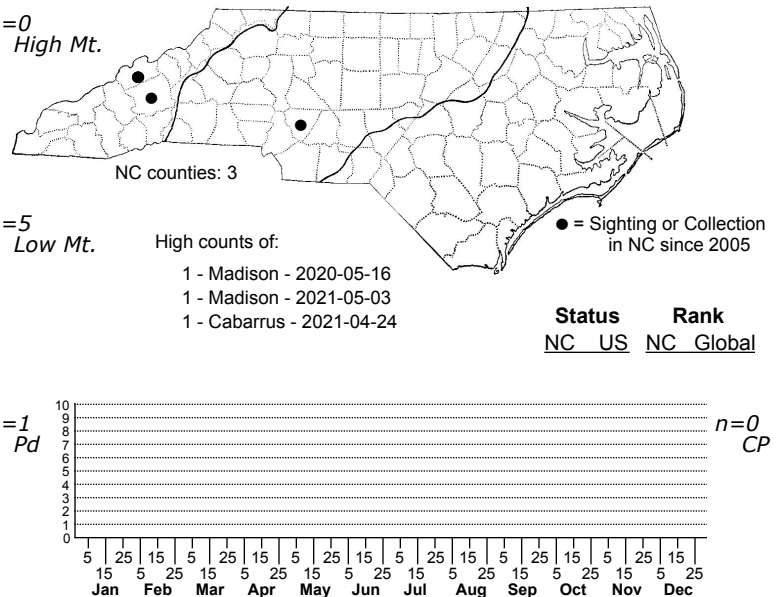 =0
High Mt.
NC counties: 3
=5
Low Mt.
High counts of:
1 - Madison - 2020-05-16
1 - Madison - 2021-05-03
1 - Cabarrus - 2021-04-24
= Sighting or Collection
in NC since 2005
Status Rank
NC US NC Global
=1
Pd
n=0
CP
10
9
8
7
6
5
4
3
2
1
0
5 25 15 5 25 15 5 25 15 5 25 15 5 25 15 5 25 15
15 5 25 15 5 25 15 5 25 15 5 25 15 5 25 15 5 25
Jan Feb Mar Apr May Jun Jul Aug Sep Oct Nov Dec